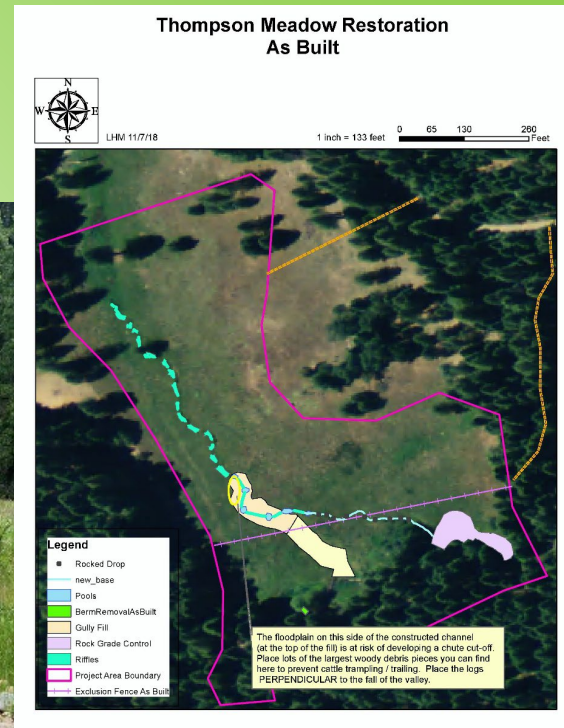 Thompson Meadow Restoration
As Built
N
W
E
S
LHM 11/7/18
1 inch = 133 feet
0 65 130 260
Feet
Legend
Rocked Drop
new_base
Pools
BermRemovalAsBuilt
Gully Fill
Rock Grade Control
Riffles
Project Area Boundary
Exclusion Fence As Built
The floodplain on this side of the constructed channel
(at the top of the fill) is at risk of developing a chute cut-off.
Place lots of the largest woody debris pieces you can find
here to prevent cattle trampling / trailing. Place the logs
PERPENDICULAR to the fall of the valley.